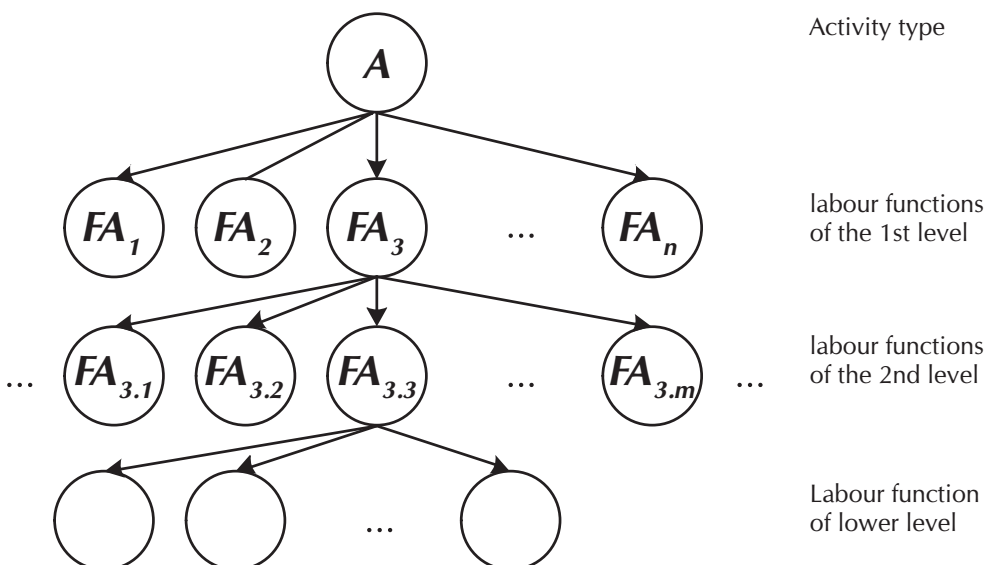 Activity type
A
FA1 FA2 FA3 ... FAn
labour functions
of the 1st level
... FA3.1 FA3.2 FA3.3 ... FA3.m ...
labour functions
of the 2nd level
...
Labour function
of lower level